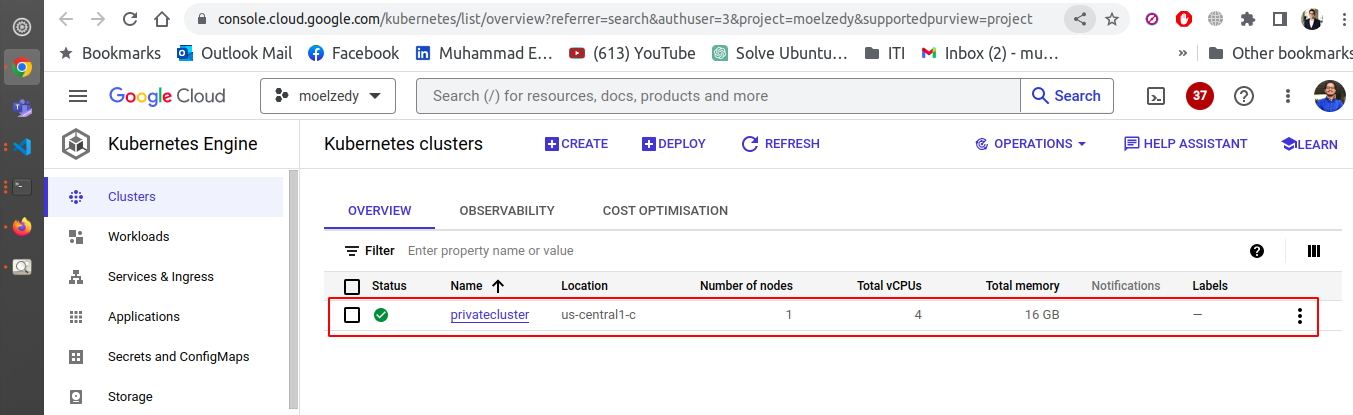 console.cloud.google.com/kubernetes/list/overview?referrer=search&authuser=3&project=moelzedy&supportedpurview=project
Bookmarks Outlook Mail Facebook Muhammad E... (613) YouTube Solve Ubuntu... ITI Inbox (2) - mu... » Other bookmarks
Google Cloud moelzedy Search (/) for resources, docs, products and more Search 37
Kubernetes Engine Kubernetes clusters CREATE DEPLOY REFRESH OPERATIONS HELP ASSISTANT LEARN
Clusters
Workloads
Services & Ingress
Applications
Secrets and ConfigMaps
Storage
OVERVIEW OBSERVABILITY COST OPTIMISATION
Filter Enter property name or value
Status Name Location Number of nodes Total vCPUs Total memory Notifications Labels
privatecluster us-central1-c 1 4 16 GB —